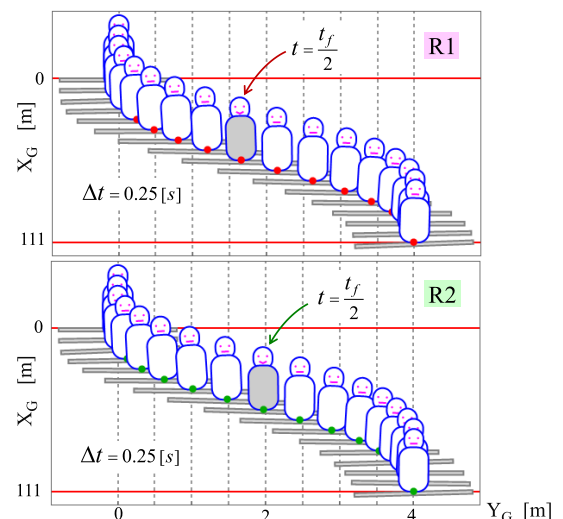 R1
t = t_f / 2
0
X_G [m]
Δt = 0.25 [s]
111
R2
t = t_f / 2
0
X_G [m]
Δt = 0.25 [s]
111
0 2 4 Y_G [m]